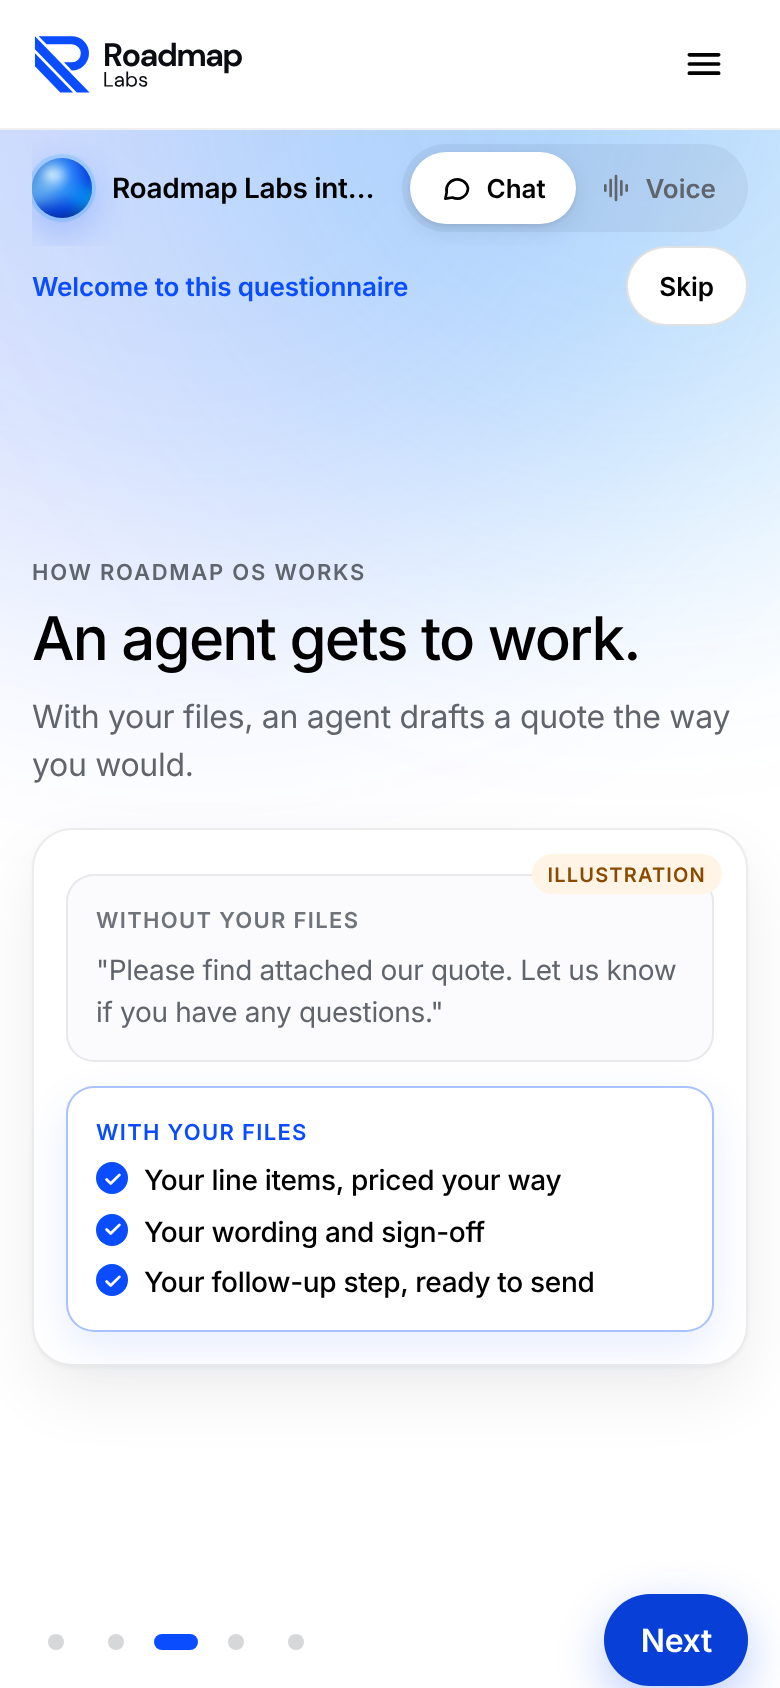 Roadmap
Labs
Roadmap Labs int...
Chat
Voice
Welcome to this questionnaire
Skip
HOW ROADMAP OS WORKS
An agent gets to work.
With your files, an agent drafts a quote the way
you would.
ILLUSTRATION
WITHOUT YOUR FILES
"Please find attached our quote. Let us know
if you have any questions."
WITH YOUR FILES
Your line items, priced your way
Your wording and sign-off
Your follow-up step, ready to send
Next